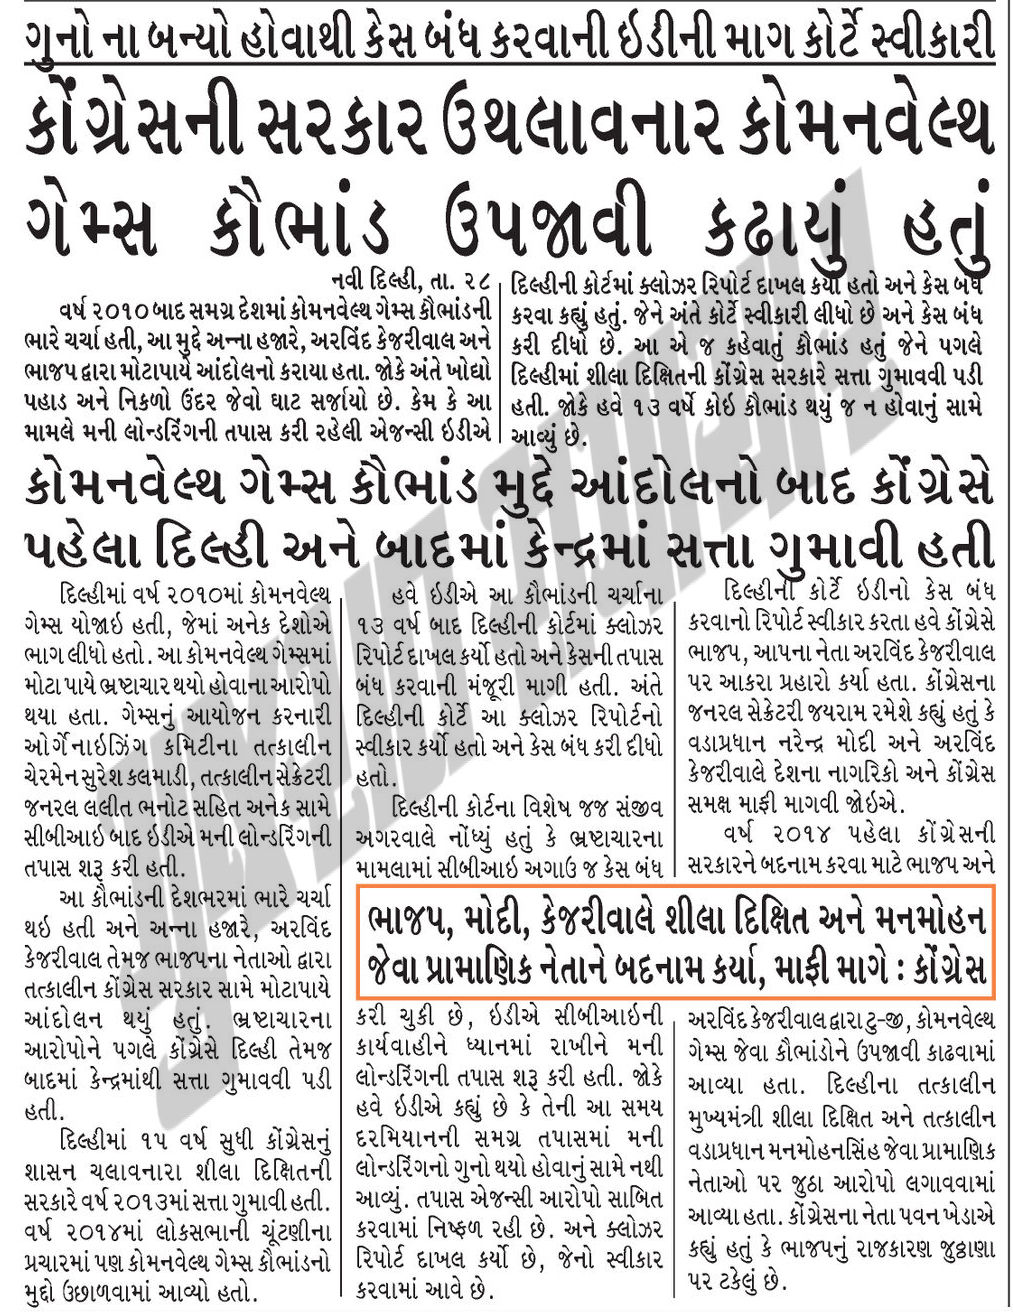 ગુનો ના બન્યો હોવાથી કેસ બંધ કરવાની ઇડીની માગ કોર્ટે સ્વીકારી
કોંગ્રેસની સરકાર ઉથલાવનાર કોમનવેલ્થ
ગેમ્સ કૌભાંડ ઉપજાવી કઢાયું હતું
નવી દિલ્હી, તા. ૨૮
વર્ષ ૨૦૧૦ બાદ સમગ્ર દેશમાં કોમનવેલ્થ ગેમ્સ કૌભાંડની
ભારે ચર્ચા હતી, આ મુદ્દે અન્ના હજારે, અરવિંદ કેજરીવાલ અને
ભાજપ દ્વારા મોટાપાયે આંદોલનો કરાયા હતા. જોકે અંતે ખોદ્યો
પહાડ અને નિકળો ઉંદર જેવો ઘાટ સર્જાયો છે. કેમ કે આ
મામલે મની લોન્ડરિંગની તપાસ કરી રહેલી એજન્સી ઇડીએ
દિલ્હીની કોર્ટમાં ક્લોઝર રિપોર્ટ દાખલ કર્યો હતો અને કેસ બંધ
કરવા કહ્યું હતું. જેને અંતે કોર્ટે સ્વીકારી લીધો છે અને કેસ બંધ
કરી દીધો છે. આ એ જ કહેવાતું કૌભાંડ હતું જેને પગલે
દિલ્હીમાં શીલા દિક્ષિતની કોંગ્રેસ સરકારે સત્તા ગુમાવવી પડી
હતી. જોકે હવે ૧૩ વર્ષે કોઇ કૌભાંડ થયું જ ન હોવાનું સામે
આવ્યું છે.
કોમનવેલ્થ ગેમ્સ કૌભાંડ મુદ્દે આંદોલનો બાદ કોંગ્રેસે
પહેલા દિલ્હી અને બાદમાં કેન્દ્રમાં સત્તા ગુમાવી હતી
દિલ્હીમાં વર્ષ ૨૦૧૦માં કોમનવેલ્થ
ગેમ્સ યોજાઇ હતી, જેમાં અનેક દેશોએ
ભાગ લીધો હતો. આ કોમનવેલ્થ ગેમ્સમાં
મોટા પાયે ભ્રષ્ટાચાર થયો હોવાના આરોપો
થયા હતા. ગેમ્સનું આયોજન કરનારી
ઓર્ગેનાઇઝિંગ કમિટીના તત્કાલીન
ચેરમેન સુરેશ કલમાડી, તત્કાલીન સેક્રેટરી
જનરલ લલીત ભનોટ સહિત અનેક સામે
સીબીઆઈ બાદ ઇડીએ મની લોન્ડરિંગની
તપાસ શરૂ કરી હતી.
આ કૌભાંડની દેશભરમાં ભારે ચર્ચા
થઇ હતી અને અન્ના હજારે, અરવિંદ
કેજરીવાલ તેમજ ભાજપના નેતાઓ દ્વારા
તત્કાલીન કોંગ્રેસ સરકાર સામે મોટાપાયે
આંદોલન થયું હતું. ભ્રષ્ટાચારના
આરોપોને પગલે કોંગ્રેસે દિલ્હી તેમજ
બાદમાં કેન્દ્રમાંથી સત્તા ગુમાવવી પડી
હતી.
દિલ્હીમાં ૧૫ વર્ષ સુધી કોંગ્રેસનું
શાસન ચલાવનારા શીલા દિક્ષિતની
સરકારે વર્ષ ૨૦૧૩માં સત્તા ગુમાવી હતી.
વર્ષ ૨૦૧૪માં લોકસભાની ચૂંટણીના
પ્રચારમાં પણ કોમનવેલ્થ ગેમ્સ કૌભાંડનો
મુદ્દો ઉછાળવામાં આવ્યો હતો.
હવે ઇડીએ આ કૌભાંડની ચર્ચાના
૧૩ વર્ષ બાદ દિલ્હીની કોર્ટમાં ક્લોઝર
રિપોર્ટ દાખલ કર્યો હતો અને કેસની તપાસ
બંધ કરવાની મંજૂરી માગી હતી. અંતે
દિલ્હીની કોર્ટે આ ક્લોઝર રિપોર્ટનો
સ્વીકાર કર્યો હતો અને કેસ બંધ કરી દીધો
હતો.
દિલ્હીની કોર્ટના વિશેષ જજ સંજીવ
અગરવાલે નોંધ્યું હતું કે ભ્રષ્ટાચારના
મામલામાં સીબીઆઇ અગાઉ જ કેસ બંધ
કરી ચુકી છે, ઇડીએ સીબીઆઇની
કાર્યવાહીને ધ્યાનમાં રાખીને મની
લોન્ડરિંગની તપાસ શરૂ કરી હતી. જોકે
હવે ઇડીએ કહ્યું છે કે તેની આ સમય
દરમિયાનની સમગ્ર તપાસમાં મની
લોન્ડરિંગનો ગુનો થયો હોવાનું સામે નથી
આવ્યું. તપાસ એજન્સી આરોપો સાબિત
કરવામાં નિષ્ફળ રહી છે. અને ક્લોઝર
રિપોર્ટ દાખલ કર્યો છે, જેનો સ્વીકાર
કરવામાં આવે છે.
દિલ્હીની કોર્ટે ઇડીનો કેસ બંધ
કરવાનો રિપોર્ટ સ્વીકાર કરતા હવે કોંગ્રેસે
ભાજપ, આપના નેતા અરવિંદ કેજરીવાલ
પર આકરા પ્રહારો કર્યા હતા. કોંગ્રેસના
જનરલ સેક્રેટરી જયરામ રમેશે કહ્યું હતું કે
વડાપ્રધાન નરેન્દ્ર મોદી અને અરવિંદ
કેજરીવાલે દેશના નાગરિકો અને કોંગ્રેસ
સમક્ષ માફી માગવી જોઇએ.
વર્ષ ૨૦૧૪ પહેલા કોંગ્રેસની
સરકારને બદનામ કરવા માટે ભાજપ અને
ભાજપ, મોદી, કેજરીવાલે શીલા દિક્ષિત અને મનમોહન
જેવા પ્રામાણિક નેતાને બદનામ કર્યા, માફી માગે : કોંગ્રેસ
અરવિંદ કેજરીવાલ દ્વારા ટુ-જી, કોમનવેલ્થ
ગેમ્સ જેવા કૌભાંડોને ઉપજાવી કાઢવામાં
આવ્યા હતા. દિલ્હીના તત્કાલીન
મુખ્યમંત્રી શીલા દિક્ષિત અને તત્કાલીન
વડાપ્રધાન મનમોહનસિંહ જેવા પ્રામાણિક
નેતાઓ પર જુઠા આરોપો લગાવવામાં
આવ્યા હતા. કોંગ્રેસના નેતા પવન ખેડાએ
કહ્યું હતું કે ભાજપનું રાજકારણ જુઠ્ઠાણા
પર ટકેલું છે.
ગુજરાત સમાચાર